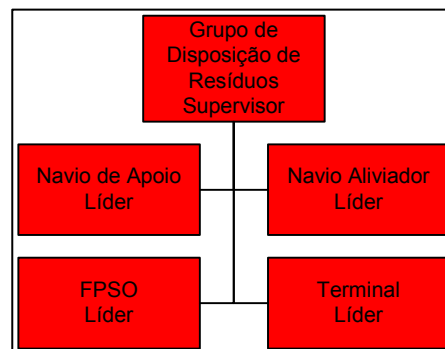 Grupo de
Disposição de
Resíduos
Supervisor
Navio de Apoio
Líder
Navio Aliviador
Líder
FPSO
Líder
Terminal
Líder